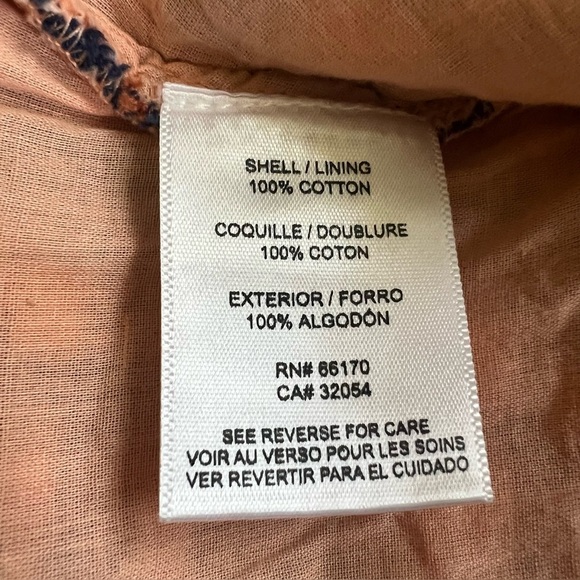 SHELL / LINING
100% COTTON
COQUILLE / DOUBLURE
100% COTON
EXTERIOR / FORRO
100% ALGODÓN
RN# 66170
CA# 32054
SEE REVERSE FOR CARE
VOIR AU VERSO POUR LES SOINS
VER REVERTIR PARA EL CUIDADO